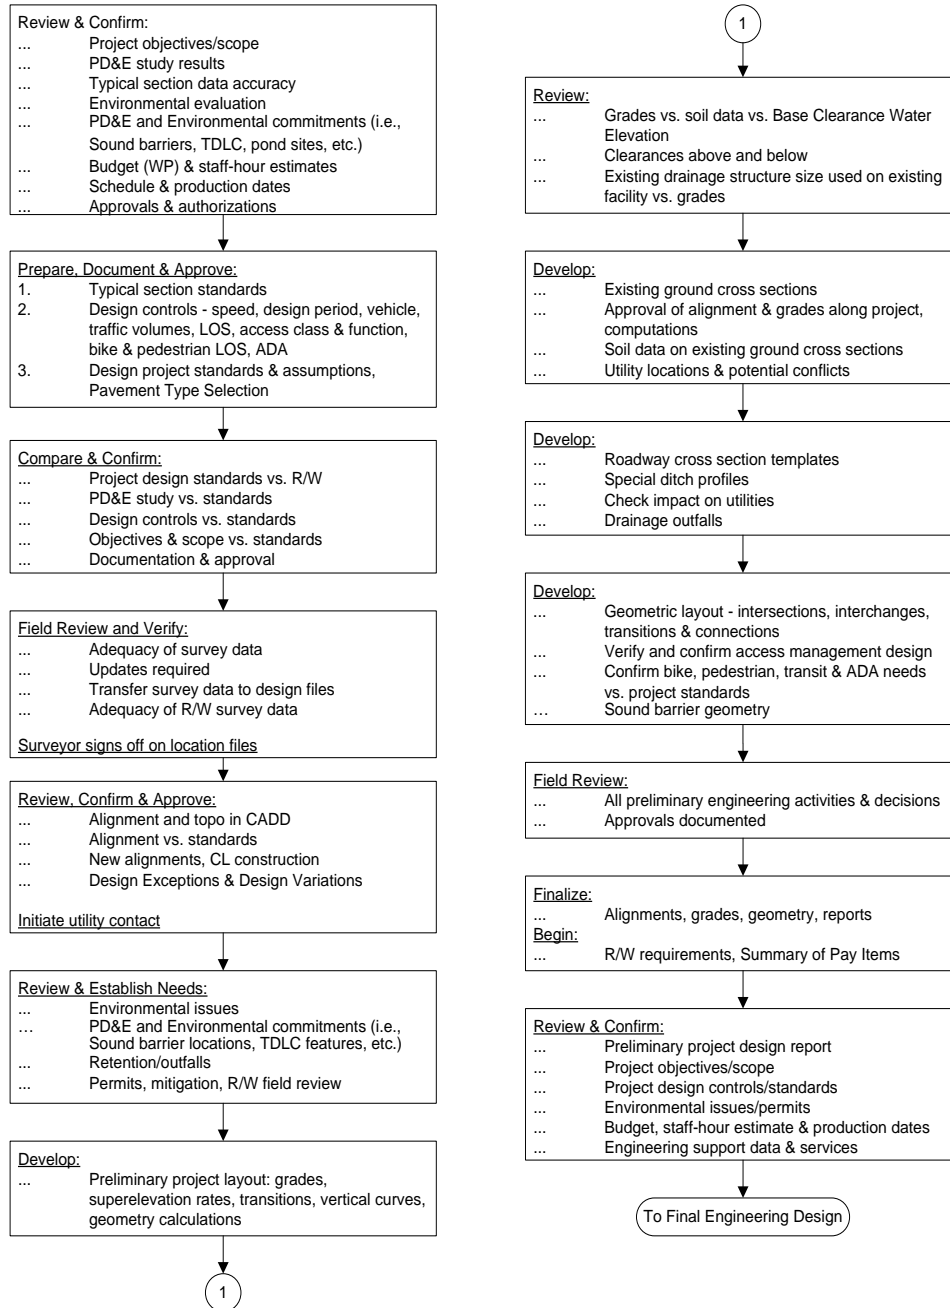 Review & Confirm:
... Project objectives/scope
... PD&E study results
... Typical section data accuracy
... Environmental evaluation
... PD&E and Environmental commitments (i.e.,
Sound barriers, TDLC, pond sites, etc.)
... Budget (WP) & staff-hour estimates
... Schedule & production dates
... Approvals & authorizations
Prepare, Document & Approve:
1. Typical section standards
2. Design controls - speed, design period, vehicle,
traffic volumes, LOS, access class & function,
bike & pedestrian LOS, ADA
3. Design project standards & assumptions,
Pavement Type Selection
Compare & Confirm:
... Project design standards vs. R/W
... PD&E study vs. standards
... Design controls vs. standards
... Objectives & scope vs. standards
... Documentation & approval
Field Review and Verify:
... Adequacy of survey data
... Updates required
... Transfer survey data to design files
... Adequacy of R/W survey data
Surveyor signs off on location files
Review, Confirm & Approve:
... Alignment and topo in CADD
... Alignment vs. standards
... New alignments, CL construction
... Design Exceptions & Design Variations
Initiate utility contact
Review & Establish Needs:
... Environmental issues
… PD&E and Environmental commitments (i.e.,
Sound barrier locations, TDLC features, etc.)
... Retention/outfalls
... Permits, mitigation, R/W field review
Develop:
... Preliminary project layout: grades,
superelevation rates, transitions, vertical curves,
geometry calculations
1
1
Review:
... Grades vs. soil data vs. Base Clearance Water
Elevation
... Clearances above and below
... Existing drainage structure size used on existing
facility vs. grades
Develop:
... Existing ground cross sections
... Approval of alignment & grades along project,
computations
... Soil data on existing ground cross sections
... Utility locations & potential conflicts
Develop:
... Roadway cross section templates
... Special ditch profiles
... Check impact on utilities
... Drainage outfalls
Develop:
... Geometric layout - intersections, interchanges,
transitions & connections
... Verify and confirm access management design
... Confirm bike, pedestrian, transit & ADA needs
vs. project standards
… Sound barrier geometry
Field Review:
... All preliminary engineering activities & decisions
... Approvals documented
Finalize:
... Alignments, grades, geometry, reports
Begin:
... R/W requirements, Summary of Pay Items
Review & Confirm:
... Preliminary project design report
... Project objectives/scope
... Project design controls/standards
... Environmental issues/permits
... Budget, staff-hour estimate & production dates
... Engineering support data & services
To Final Engineering Design